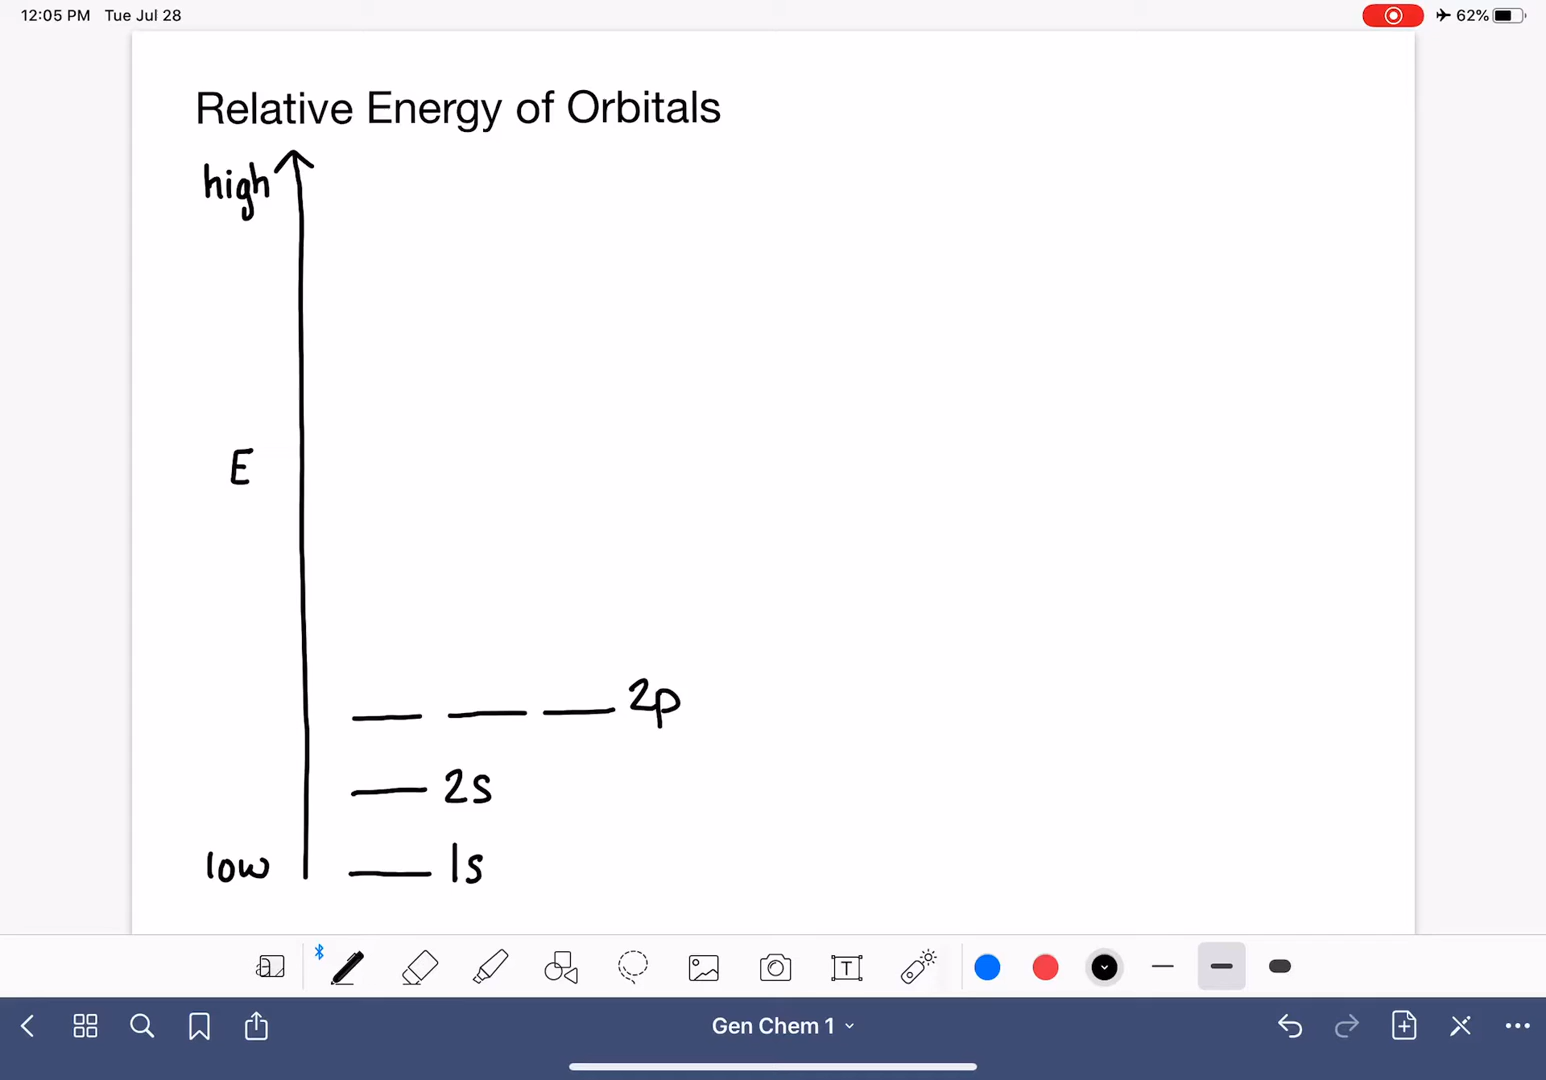 12:05 PM Tue Jul 28
62%
Relative Energy of Orbitals
high
E
2p
2s
low 1s
T
Gen Chem 1